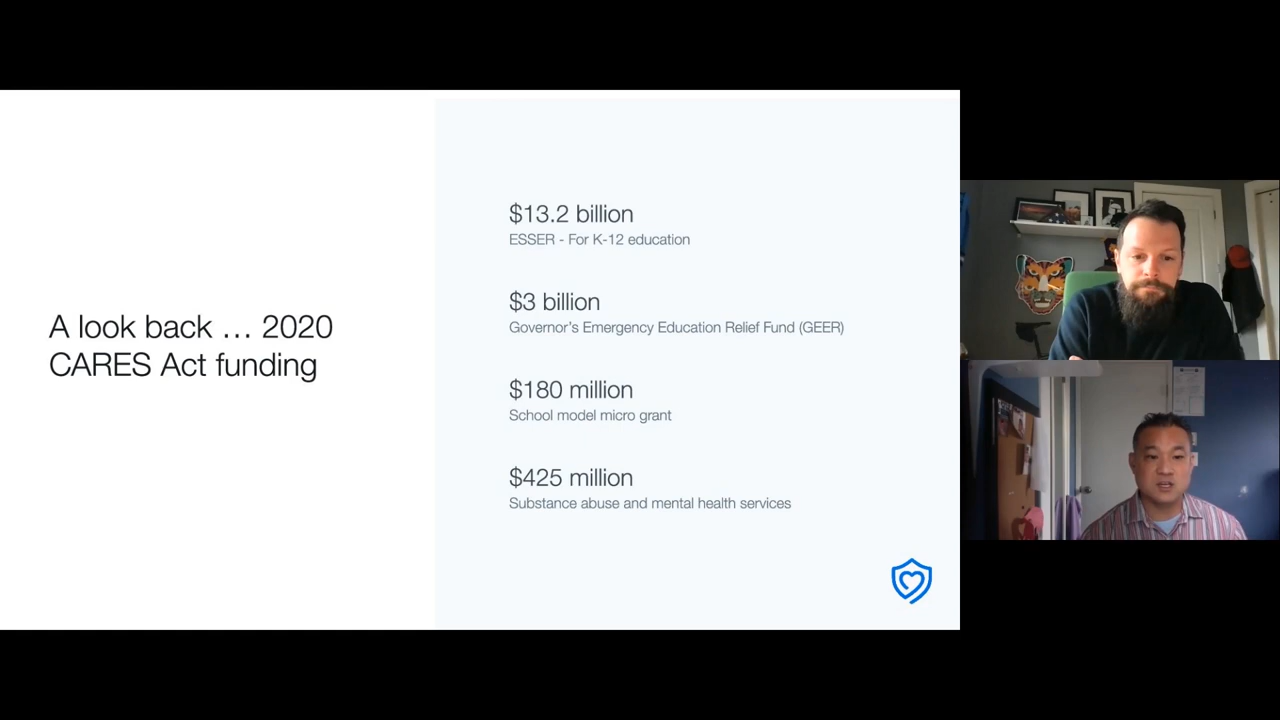 A look back … 2020
CARES Act funding
$13.2 billion
ESSER - For K-12 education
$3 billion
Governor's Emergency Education Relief Fund (GEER)
$180 million
School model micro grant
$425 million
Substance abuse and mental health services